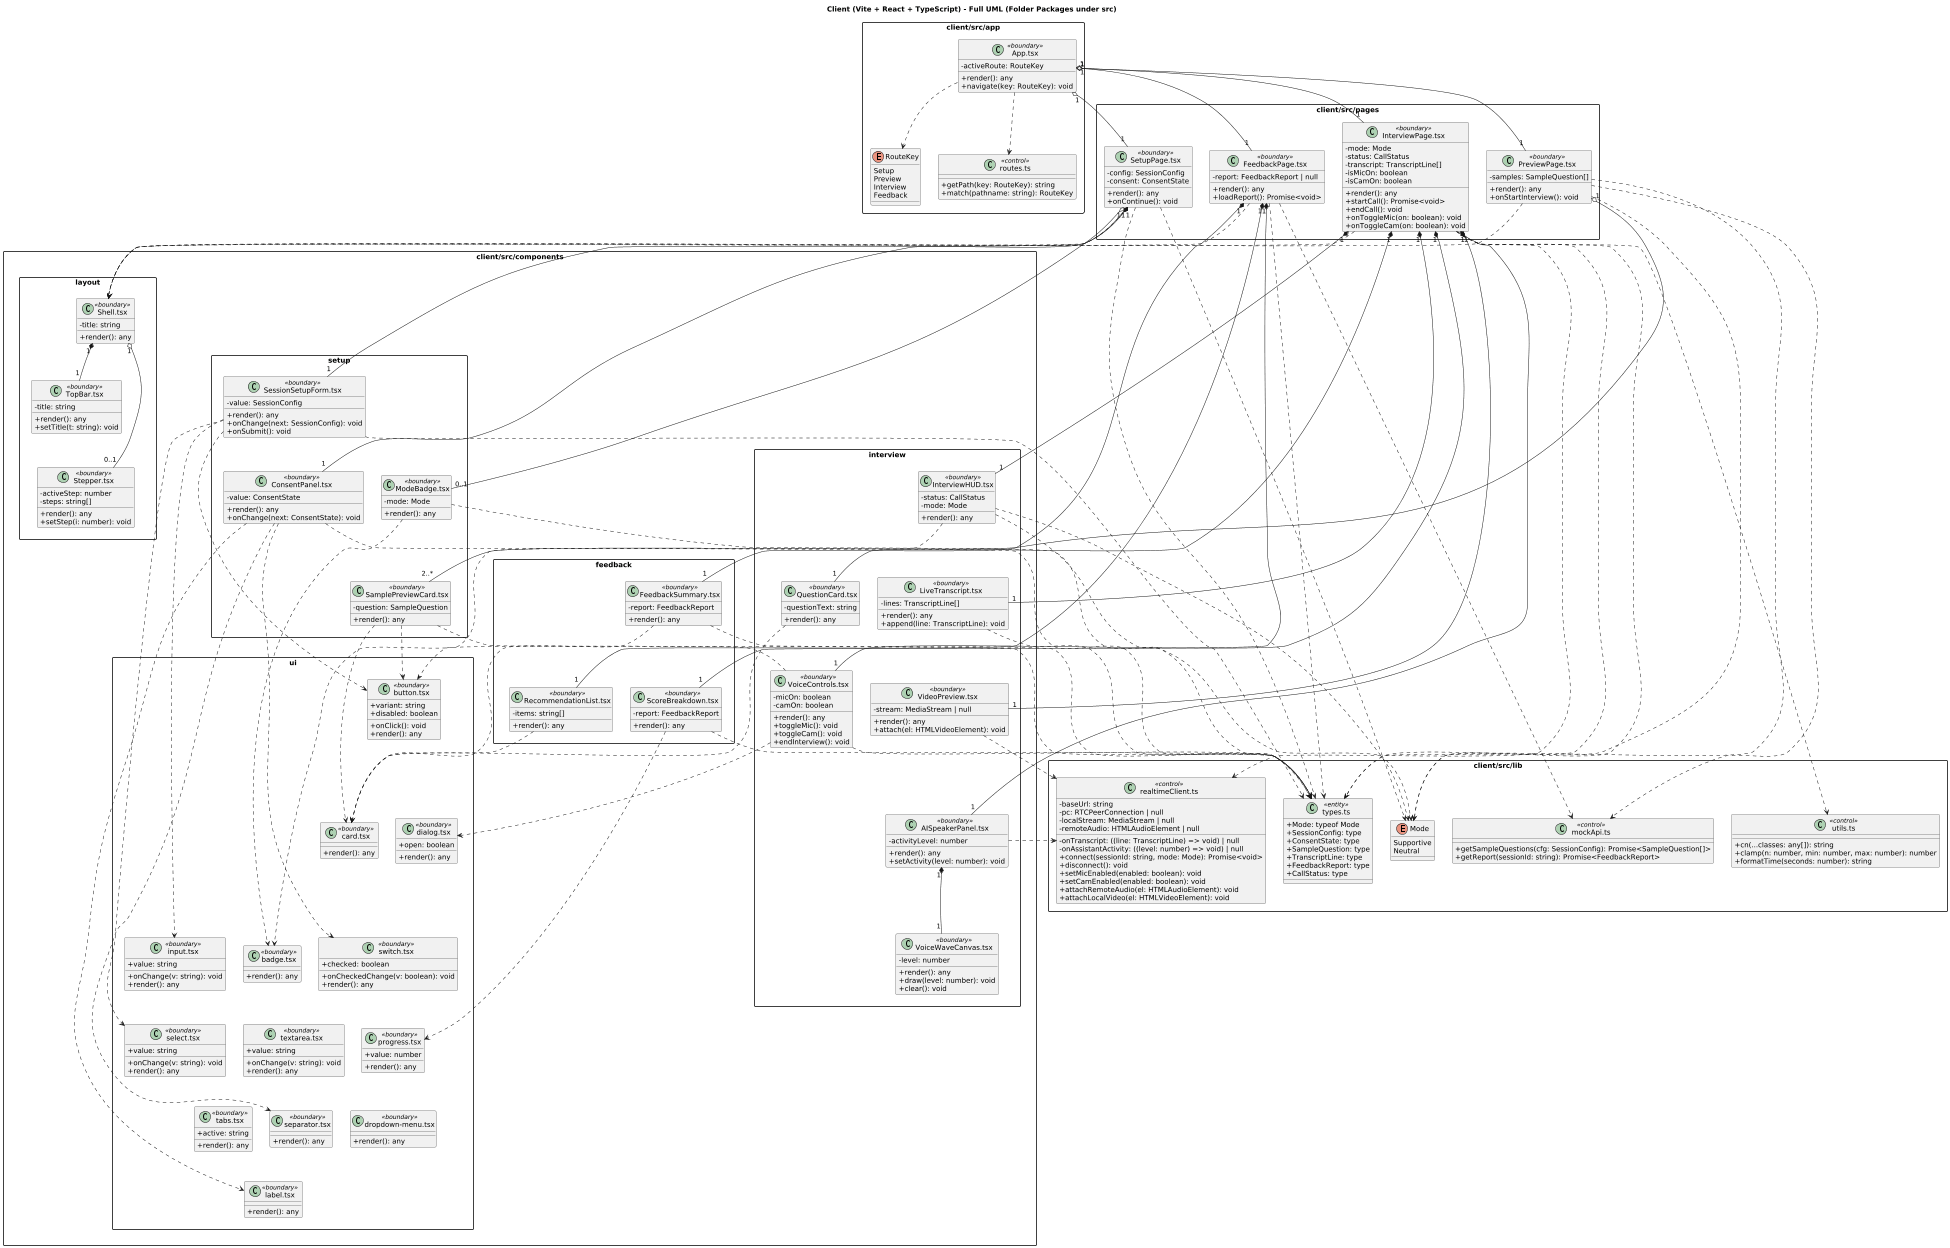 Client (Vite + React + TypeScript) - Full UML (Folder Packages under src)
client/src/app
C
«boundary»
App.tsx
-activeRoute: RouteKey
+render(): any
+navigate(key: RouteKey): void
E RouteKey
Setup
Preview
Interview
Feedback
C
«control»
routes.ts
+getPath(key: RouteKey): string
+match(pathname: string): RouteKey
client/src/pages
C
«boundary»
SetupPage.tsx
-config: SessionConfig
-consent: ConsentState
+render(): any
+onContinue(): void
C
«boundary»
FeedbackPage.tsx
-report: FeedbackReport | null
+render(): any
+loadReport(): Promise<void>
C
«boundary»
InterviewPage.tsx
-mode: Mode
-status: CallStatus
-transcript: TranscriptLine[]
-isMicOn: boolean
-isCamOn: boolean
+render(): any
+startCall(): Promise<void>
+endCall(): void
+onToggleMic(on: boolean): void
+onToggleCam(on: boolean): void
C
«boundary»
PreviewPage.tsx
-samples: SampleQuestion[]
+render(): any
+onStartInterview(): void
client/src/components
layout
C
«boundary»
Shell.tsx
-title: string
+render(): any
1
1
1
C
«boundary»
TopBar.tsx
-title: string
+render(): any
+setTitle(t: string): void
0..1
C
«boundary»
Stepper.tsx
-activeStep: number
-steps: string[]
+render(): any
+setStep(i: number): void
setup
1
C
«boundary»
SessionSetupForm.tsx
-value: SessionConfig
+render(): any
+onChange(next: SessionConfig): void
+onSubmit(): void
1
C
«boundary»
ConsentPanel.tsx
-value: ConsentState
+render(): any
+onChange(next: ConsentState): void
C
«boundary»
ModeBadge.tsx
-mode: Mode
+render(): any
0..1
2..*
C
«boundary»
SamplePreviewCard.tsx
-question: SampleQuestion
+render(): any
feedback
1
C
«boundary»
FeedbackSummary.tsx
-report: FeedbackReport
+render(): any
1
C
«boundary»
RecommendationList.tsx
-items: string[]
+render(): any
1
C
«boundary»
ScoreBreakdown.tsx
-report: FeedbackReport
+render(): any
interview
1
C
«boundary»
InterviewHUD.tsx
-status: CallStatus
-mode: Mode
+render(): any
1
C
«boundary»
QuestionCard.tsx
-questionText: string
+render(): any
C
«boundary»
LiveTranscript.tsx
-lines: TranscriptLine[]
+render(): any
+append(line: TranscriptLine): void
1
1
C
«boundary»
VoiceControls.tsx
-micOn: boolean
-camOn: boolean
+render(): any
+toggleMic(): void
+toggleCam(): void
+endInterview(): void
C
«boundary»
VideoPreview.tsx
-stream: MediaStream | null
+render(): any
+attach(el: HTMLVideoElement): void
1
1
C
«boundary»
AISpeakerPanel.tsx
-activityLevel: number
+render(): any
+setActivity(level: number): void
1
1
C
«boundary»
VoiceWaveCanvas.tsx
-level: number
+render(): any
+draw(level: number): void
+clear(): void
ui
C
«boundary»
button.tsx
+variant: string
+disabled: boolean
+onClick(): void
+render(): any
C
«boundary»
card.tsx
+render(): any
C
«boundary»
dialog.tsx
+open: boolean
+render(): any
C
«boundary»
input.tsx
+value: string
+onChange(v: string): void
+render(): any
C
«boundary»
badge.tsx
+render(): any
C
«boundary»
switch.tsx
+checked: boolean
+onCheckedChange(v: boolean): void
+render(): any
C
«boundary»
select.tsx
+value: string
+onChange(v: string): void
+render(): any
C
«boundary»
textarea.tsx
+value: string
+onChange(v: string): void
+render(): any
C
«boundary»
progress.tsx
+value: number
+render(): any
C
«boundary»
tabs.tsx
+active: string
+render(): any
C
«boundary»
separator.tsx
+render(): any
C
«boundary»
dropdown-menu.tsx
+render(): any
C
«boundary»
label.tsx
+render(): any
client/src/lib
C
«control»
realtimeClient.ts
-baseUrl: string
-pc: RTCPeerConnection | null
-localStream: MediaStream | null
-remoteAudio: HTMLAudioElement | null
-onTranscript: ((line: TranscriptLine) => void) | null
-onAssistantActivity: ((level: number) => void) | null
+connect(sessionId: string, mode: Mode): Promise<void>
+disconnect(): void
+setMicEnabled(enabled: boolean): void
+setCamEnabled(enabled: boolean): void
+attachRemoteAudio(el: HTMLAudioElement): void
+attachLocalVideo(el: HTMLVideoElement): void
C
«entity»
types.ts
+Mode: typeof Mode
+SessionConfig: type
+ConsentState: type
+SampleQuestion: type
+TranscriptLine: type
+FeedbackReport: type
+CallStatus: type
E Mode
Supportive
Neutral
C
«control»
mockApi.ts
+getSampleQuestions(cfg: SessionConfig): Promise<SampleQuestion[]>
+getReport(sessionId: string): Promise<FeedbackReport>
C
«control»
utils.ts
+cn(...classes: any[]): string
+clamp(n: number, min: number, max: number): number
+formatTime(seconds: number): string